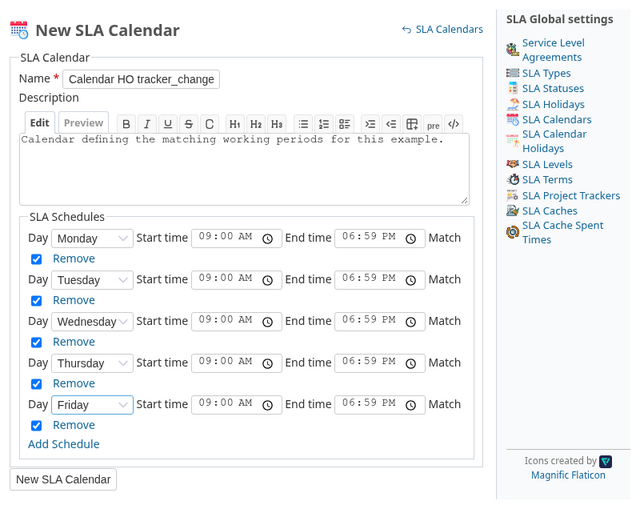 New SLA Calendar
SLA Calendars
SLA Calendar
Name * Calendar HO tracker_change
Description
Edit Preview B I U S C H1 H2 H3 pre </>
Calendar defining the matching working periods for this example.
SLA Schedules
Day Monday Start time 09:00 AM End time 06:59 PM Match
Remove
Day Tuesday Start time 09:00 AM End time 06:59 PM Match
Remove
Day Wednesday Start time 09:00 AM End time 06:59 PM Match
Remove
Day Thursday Start time 09:00 AM End time 06:59 PM Match
Remove
Day Friday Start time 09:00 AM End time 06:59 PM Match
Remove
Add Schedule
New SLA Calendar
SLA Global settings
Service Level
Agreements
SLA Types
SLA Statuses
SLA Holidays
SLA Calendars
SLA Calendar
Holidays
SLA Levels
SLA Terms
SLA Project Trackers
SLA Caches
SLA Cache Spent
Times
Icons created by
Magnific Flaticon